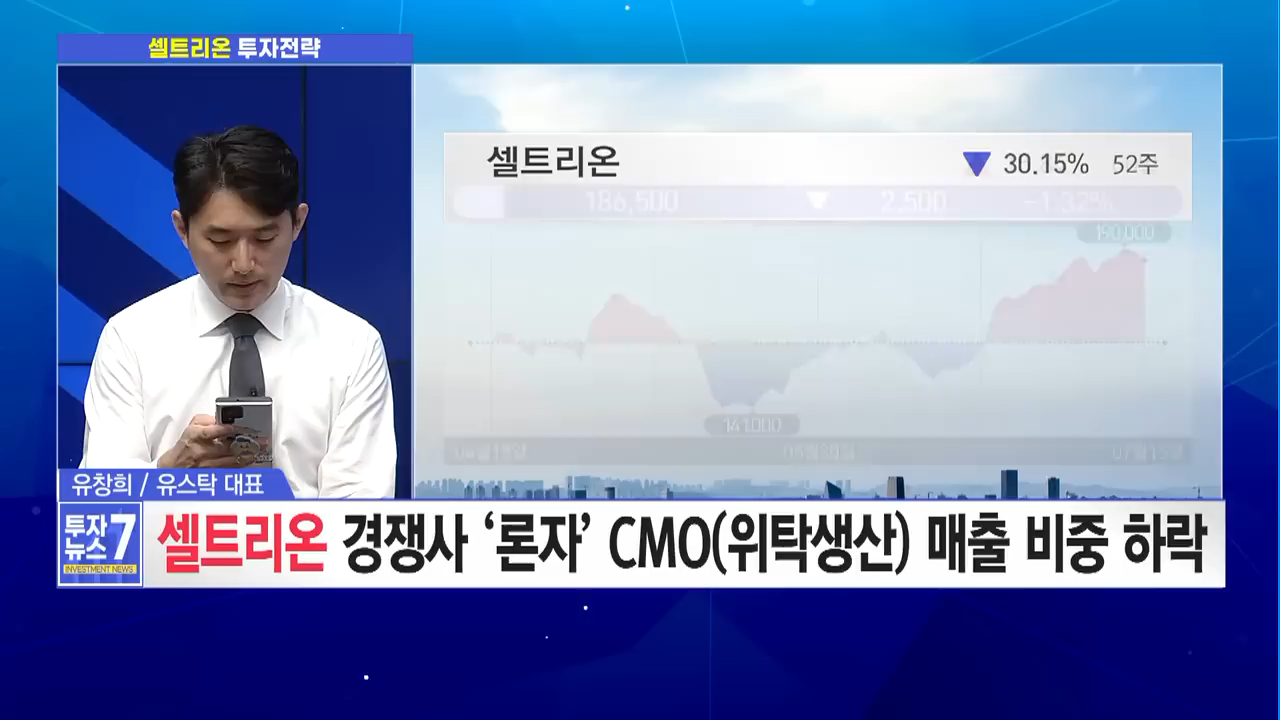 셀트리온 투자전략
셀트리온
30.15% 52주
186,500 2,500 -1.32%
190,000
141,000
유창희 / 유스탁 대표
투자
뉴스 7
INVESTMENT NEWS
셀트리온 경쟁사 ‘론자’ CMO(위탁생산) 매출 비중 하락